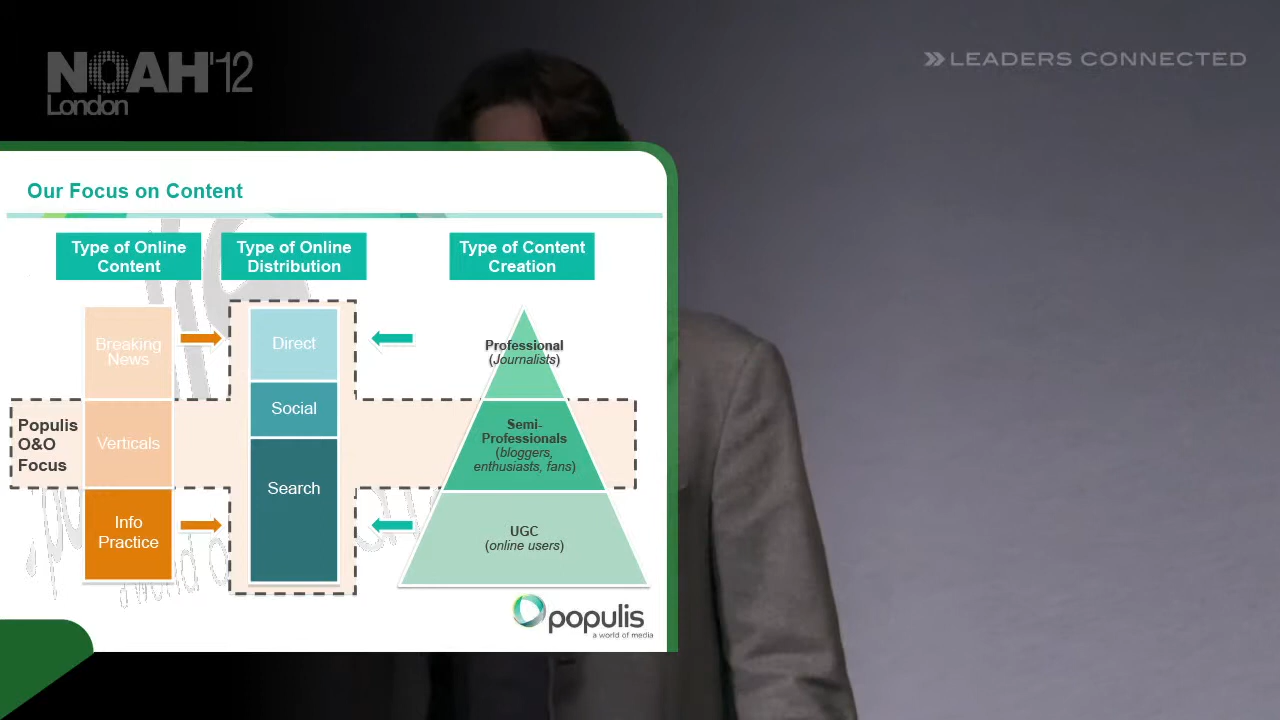 NOAH'12
London
LEADERS CONNECTED
Our Focus on Content
Type of Online
Content
Type of Online
Distribution
Type of Content
Creation
Breaking
News
Verticals
Info
Practice
Populis
O&O
Focus
Direct
Social
Search
Professional
(Journalists)
Semi-
Professionals
(bloggers,
enthusiasts, fans)
UGC
(online users)
populis
a world of media